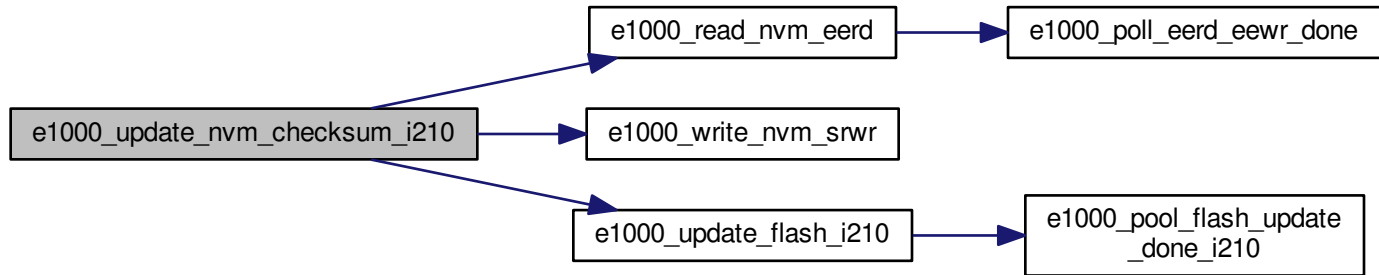 e1000_read_nvm_eerd
e1000_poll_eerd_eewr_done
e1000_update_nvm_checksum_i210
e1000_write_nvm_srwr
e1000_update_flash_i210
e1000_pool_flash_update
_done_i210